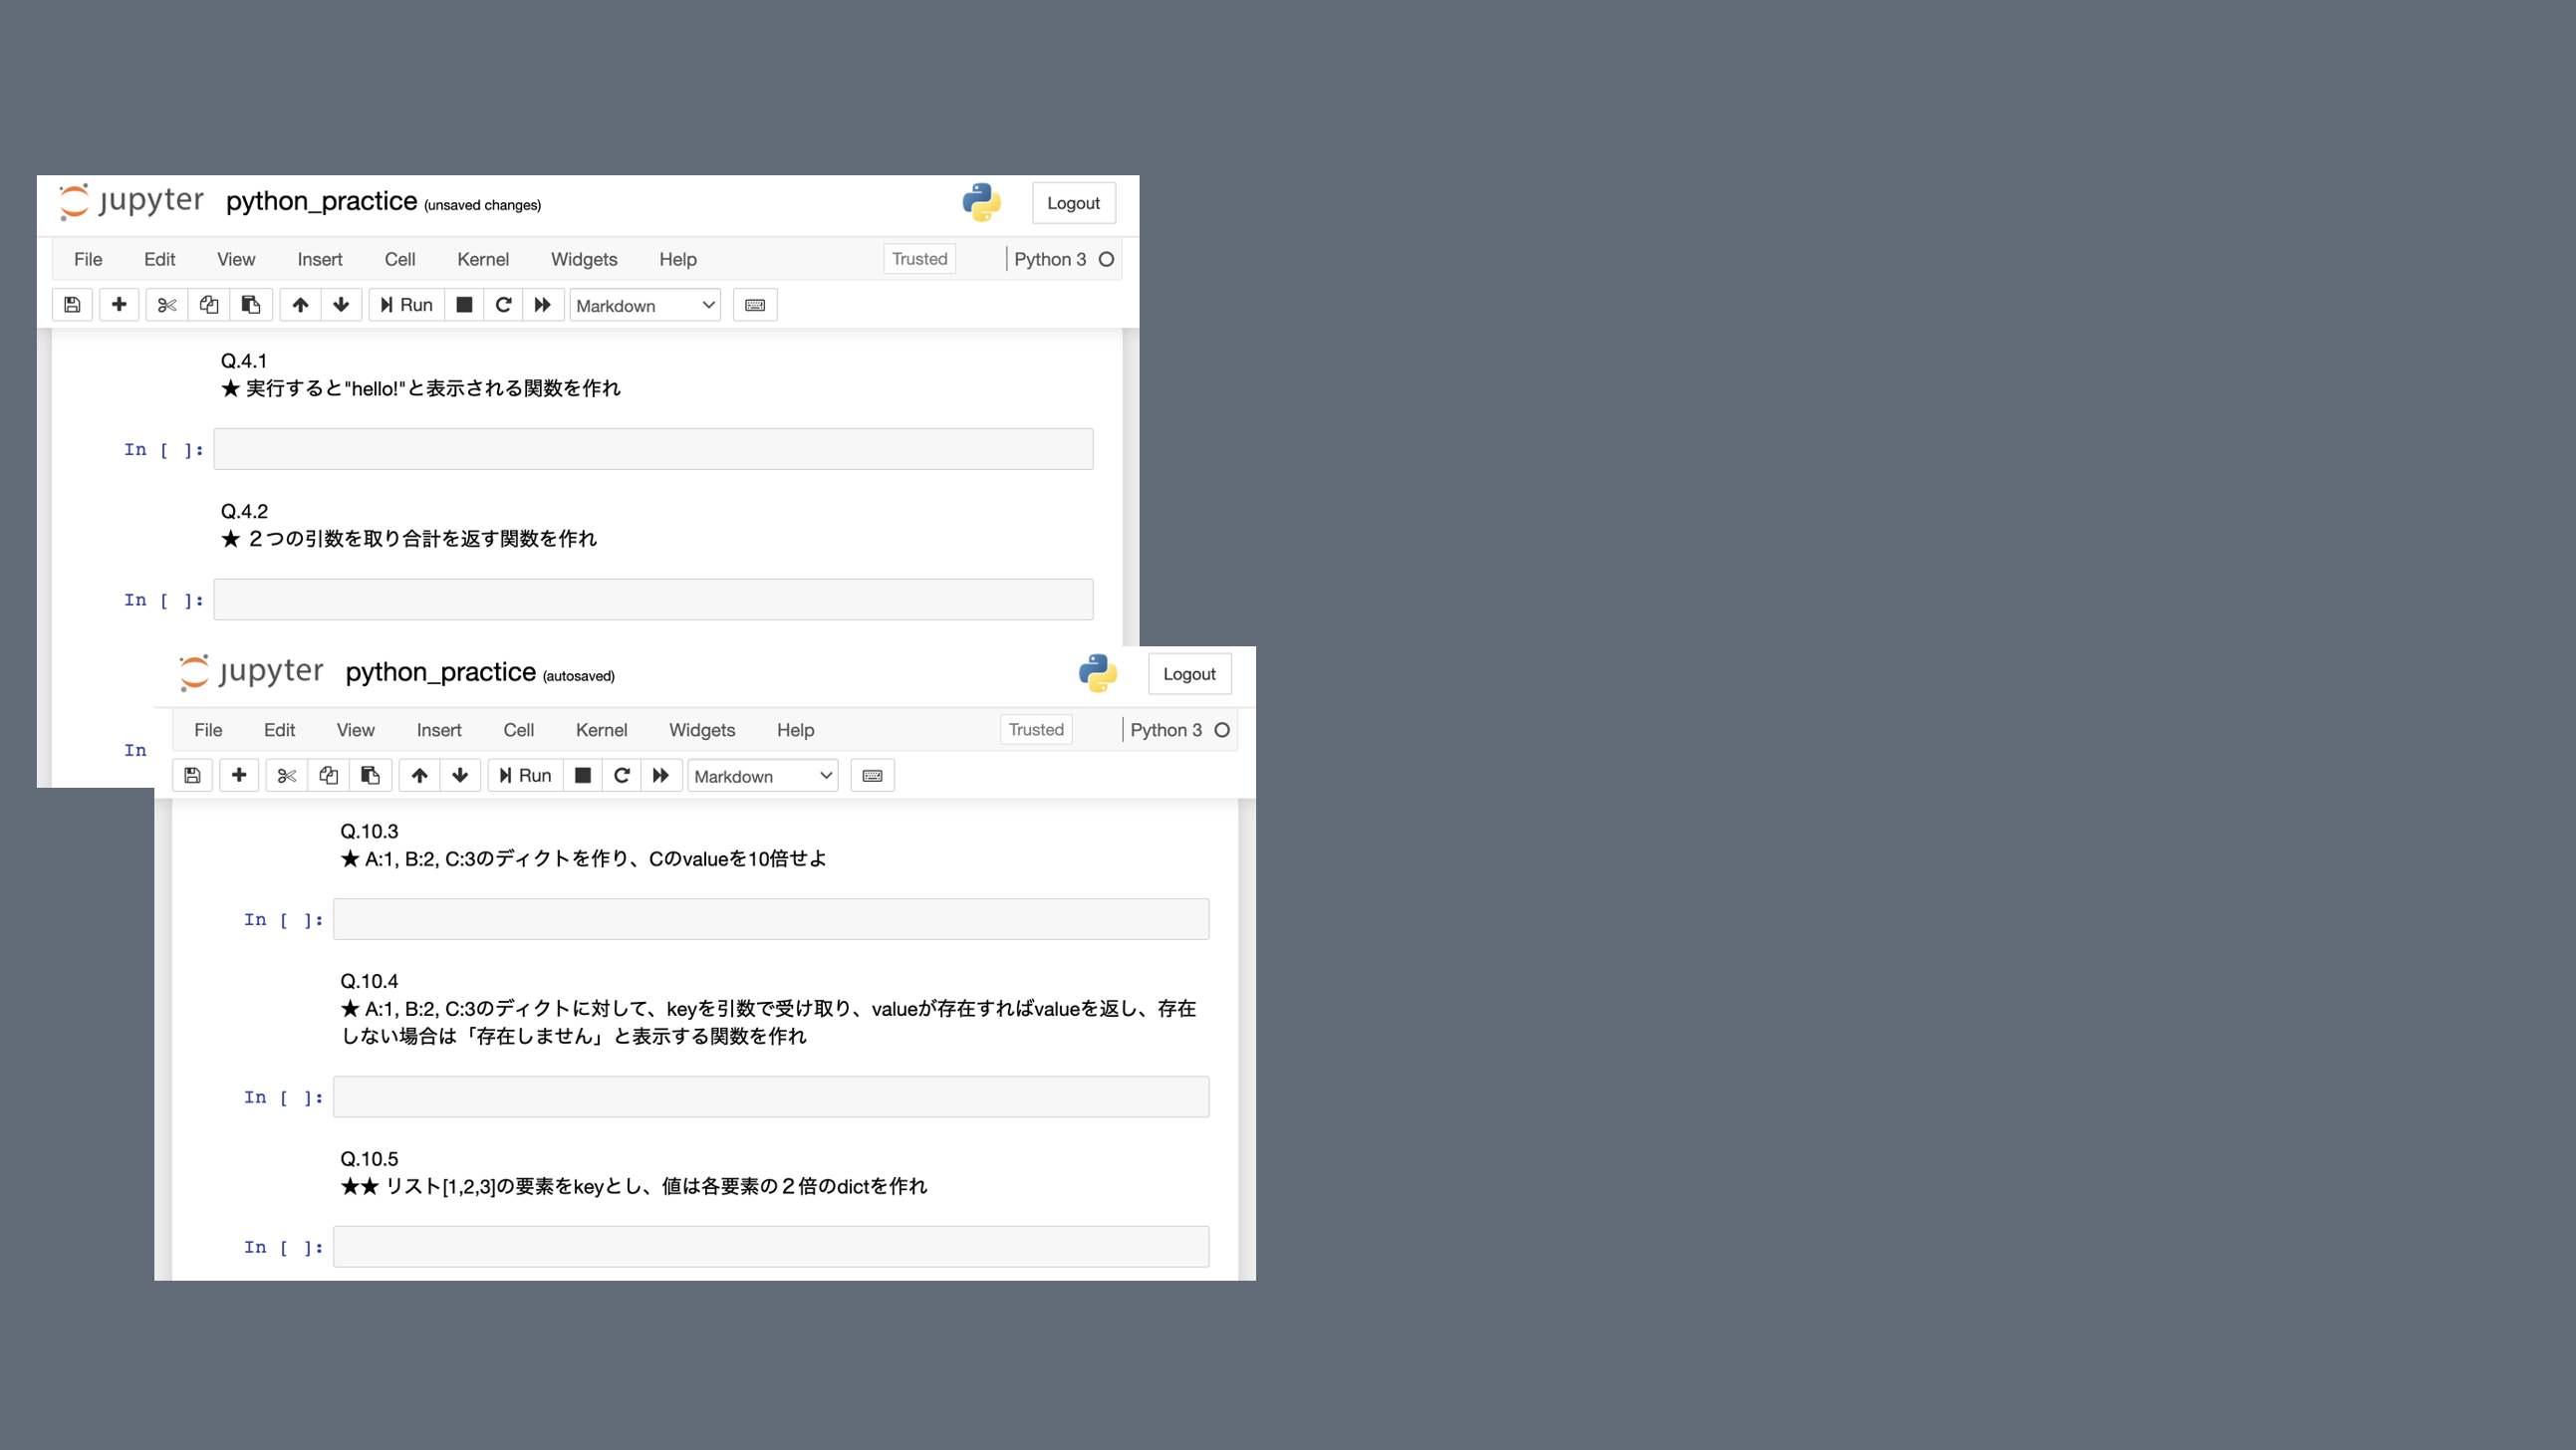 jupyter python_practice (unsaved changes) Logout
File Edit View Insert Cell Kernel Widgets Help Trusted Python 3
Run Markdown
Q.4.1
★ 実行すると"hello!"と表示される関数を作れ
In [ ]:
Q.4.2
★ ２つの引数を取り合計を返す関数を作れ
In [ ]:
In
jupyter python_practice (autosaved) Logout
File Edit View Insert Cell Kernel Widgets Help Trusted Python 3
Run Markdown
Q.10.3
★ A:1, B:2, C:3のディクトを作り、Cのvalueを10倍せよ
In [ ]:
Q.10.4
★ A:1, B:2, C:3のディクトに対して、keyを引数で受け取り、valueが存在すればvalueを返し、存在
しない場合は「存在しません」と表示する関数を作れ
In [ ]:
Q.10.5
★★ リスト[1,2,3]の要素をkeyとし、値は各要素の２倍のdictを作れ
In [ ]: